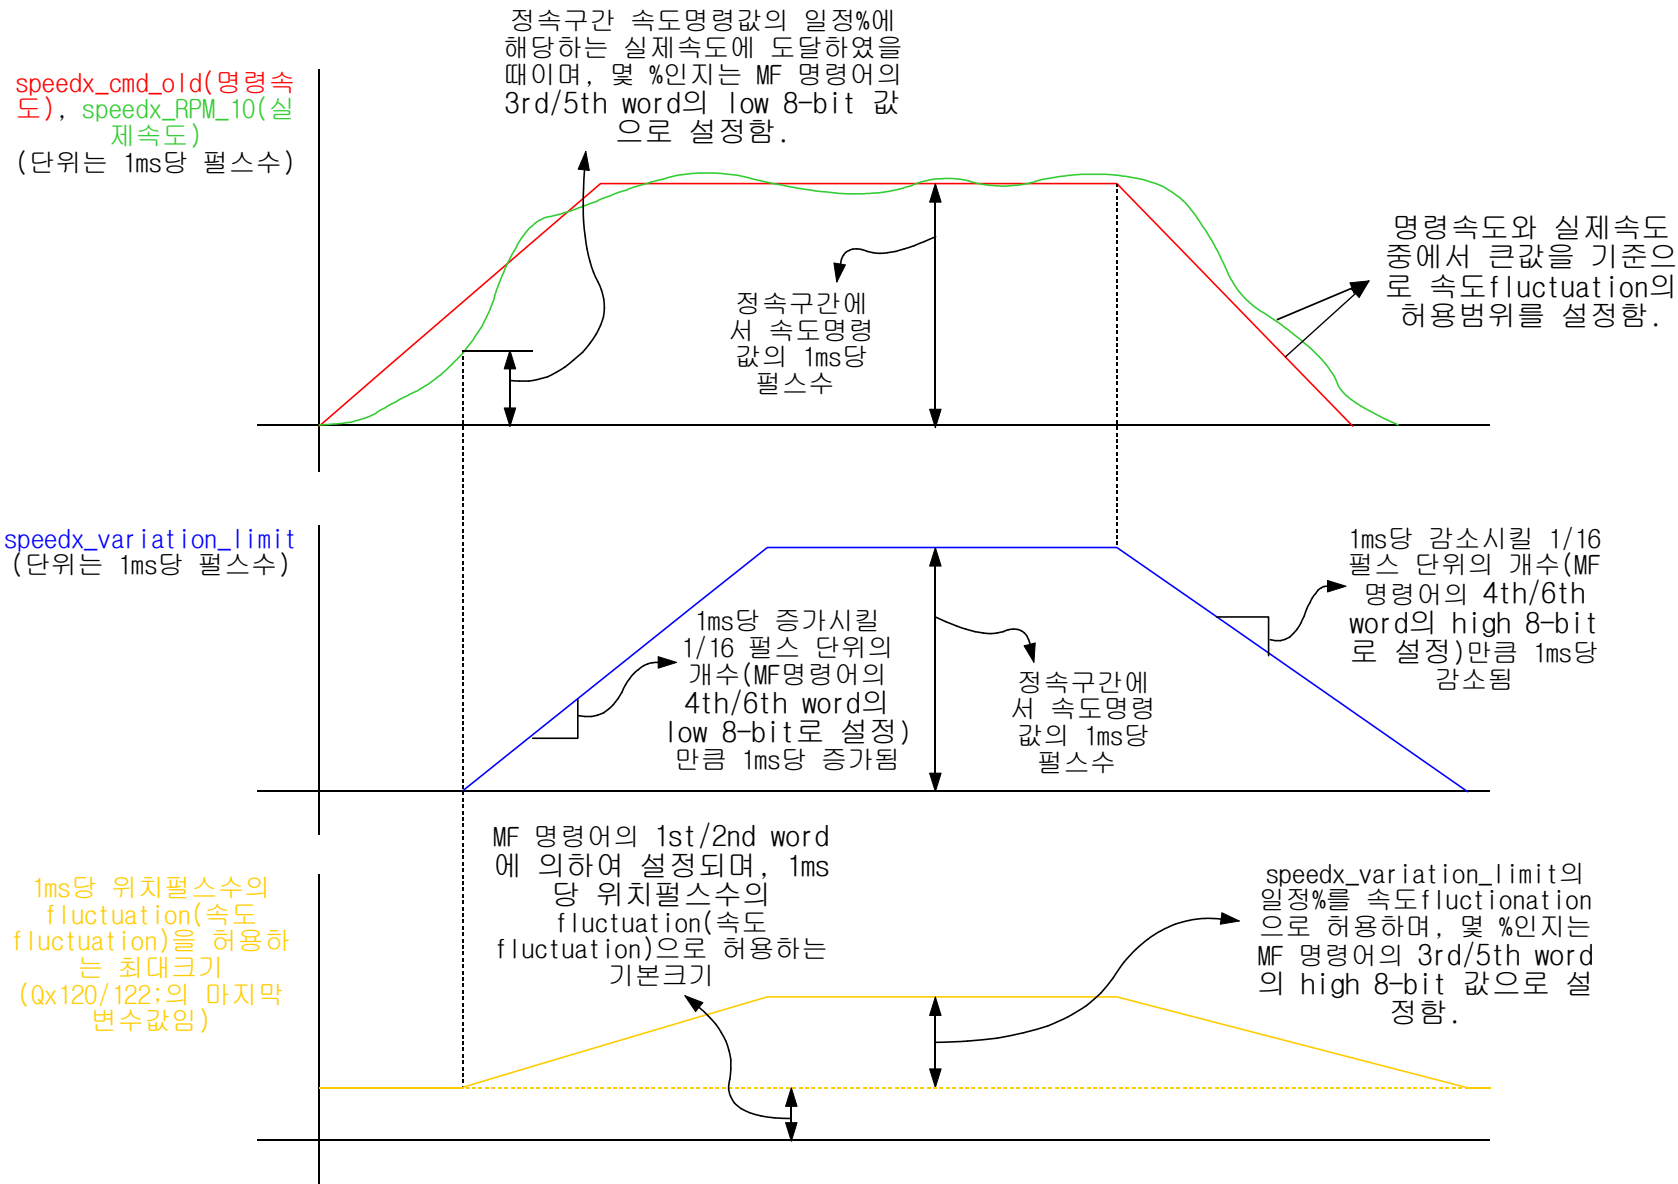 정속구간 속도명령값의 일정%에
해당하는 실제속도에 도달하였을
때이며, 몇 %인지는 MF 명령어의
3rd/5th word의 low 8-bit 값
으로 설정함.
speedx_cmd_old(명령속
도), speedx_RPM_10(실
제속도)
(단위는 1ms당 펄스수)
명령속도와 실제속도
중에서 큰값을 기준으
로 속도fluctuation의
허용범위를 설정함.
정속구간에
서 속도명령
값의 1ms당
펄스수
speedx_variation_limit
(단위는 1ms당 펄스수)
1ms당 증가시킬
1/16 펄스 단위의
개수(MF명령어의
4th/6th word의
low 8-bit로 설정)
만큼 1ms당 증가됨
정속구간에
서 속도명령
값의 1ms당
펄스수
1ms당 감소시킬 1/16
펄스 단위의 개수(MF
명령어의 4th/6th
word의 high 8-bit
로 설정)만큼 1ms당
감소됨
1ms당 위치펄스수의
fluctuation(속도
fluctuation)을 허용하
는 최대크기
(Qx120/122;의 마지막
변수값임)
MF 명령어의 1st/2nd word
에 의하여 설정되며, 1ms
당 위치펄스수의
fluctuation(속도
fluctuation)으로 허용하는
기본크기
speedx_variation_limit의
일정%를 속도fluctionation
으로 허용하며, 몇 %인지는
MF 명령어의 3rd/5th word
의 high 8-bit 값으로 설
정함.